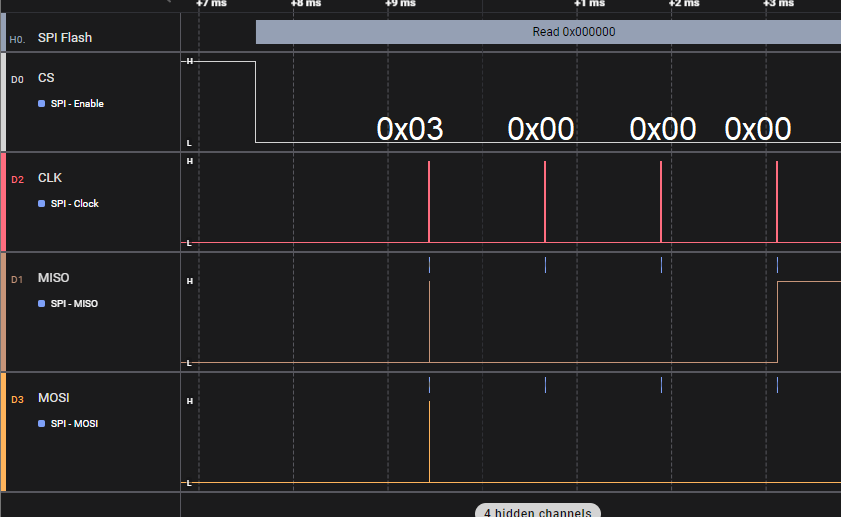 +7 ms +8 ms +9 ms +1 ms +2 ms +3 ms
H0. SPI Flash Read 0x000000
D0 CS H
SPI - Enable
0x03 0x00 0x00 0x00
L
D2 CLK H
SPI - Clock
L
D1 MISO H
SPI - MISO
L
D3 MOSI H
SPI - MOSI
L
4 hidden channels